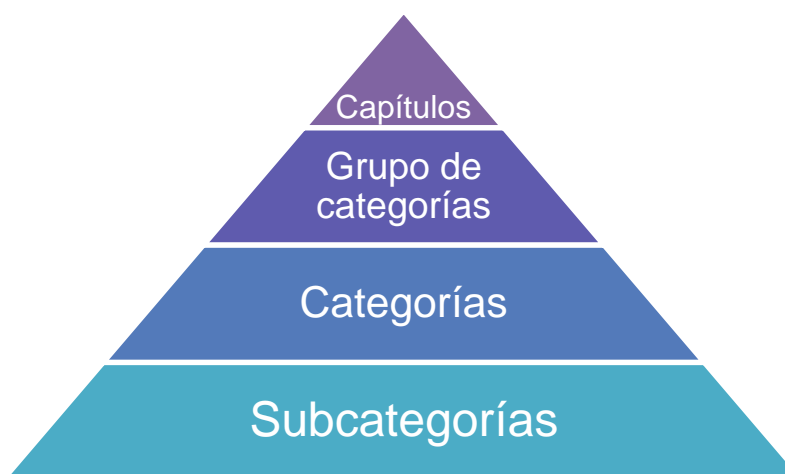 Capítulos
Grupo de
categorías
Categorías
Subcategorías